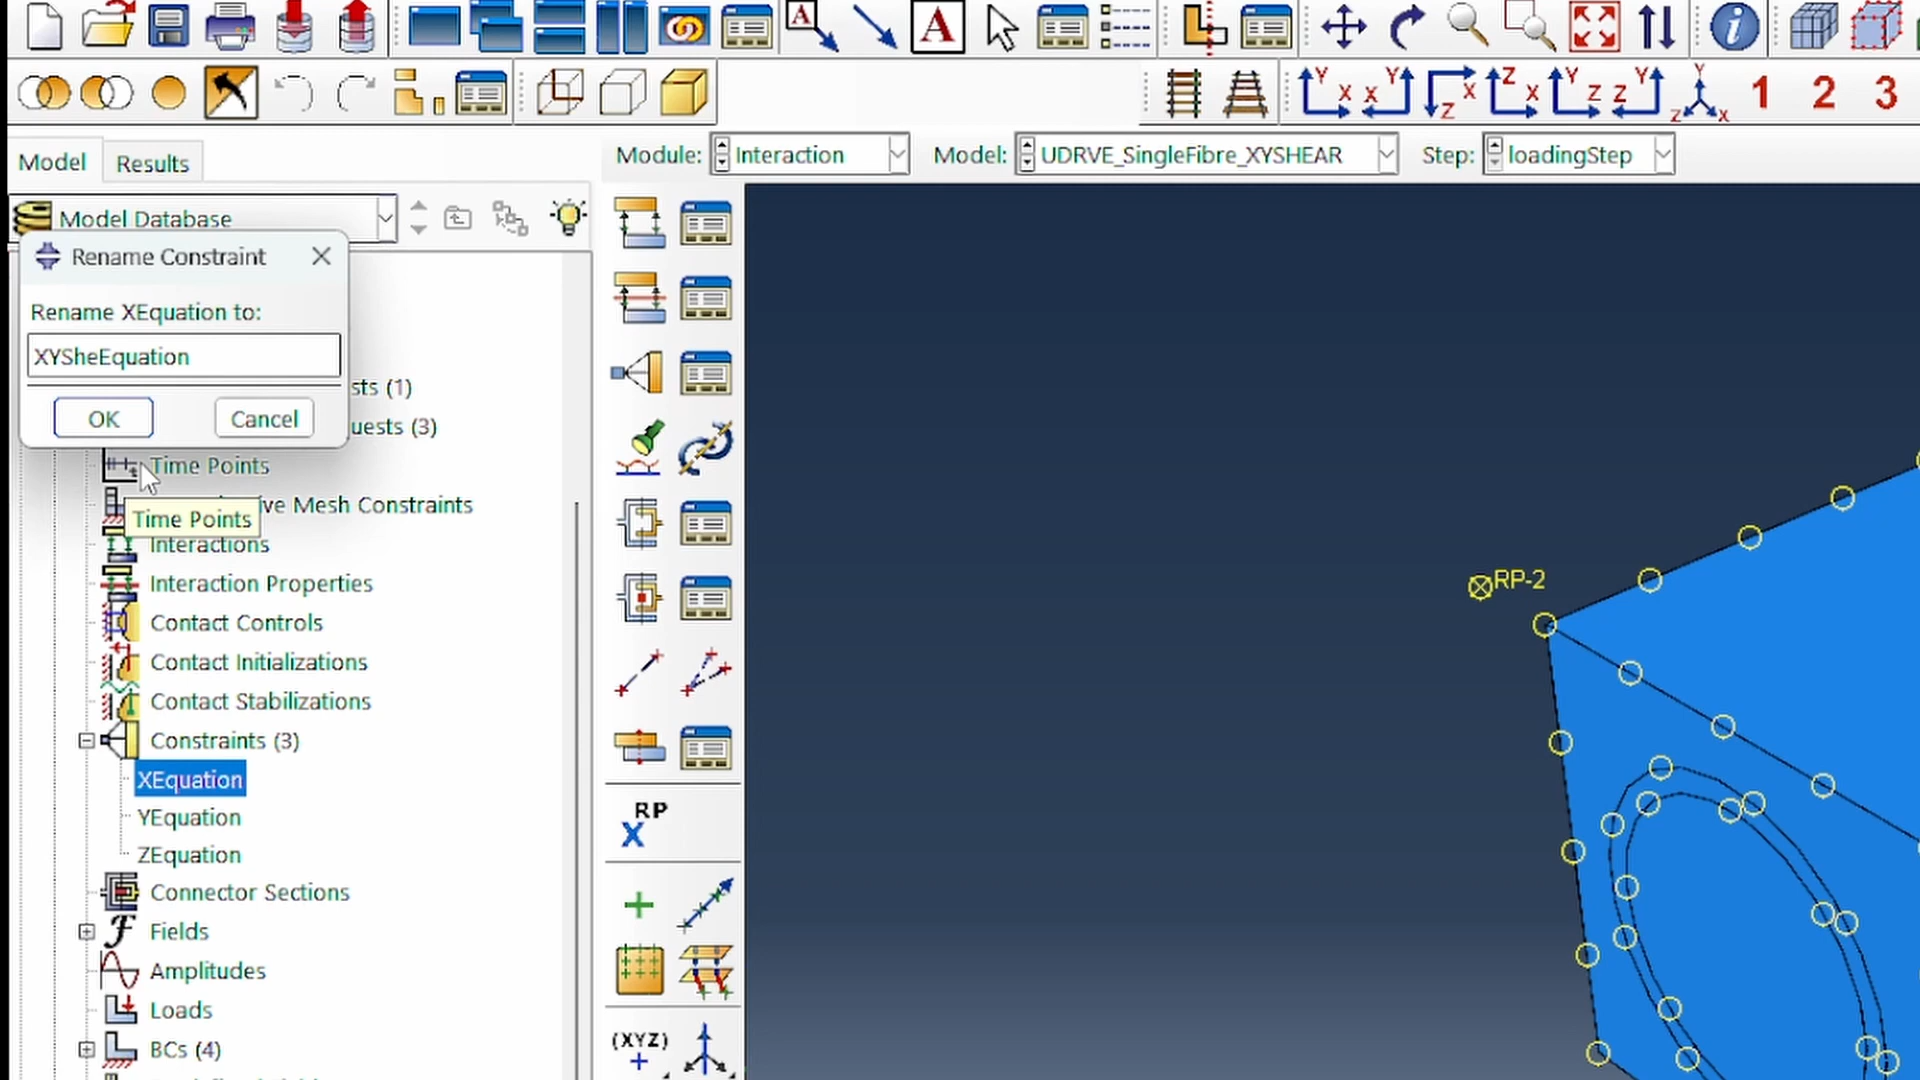 A
A
Y X
Y X
X Z
Z X
Y Z
Y Z
Y Z X
1 2 3
Model Results
Module: Interaction Model: UDRVE_SingleFibre_XYSHEAR Step: loadingStep
Model Database
Rename Constraint
Rename XEquation to:
XYSheEquation
OK Cancel
sts (1)
uests (3)
Time Points
ive Mesh Constraints
Time Points
Interactions
Interaction Properties
Contact Controls
Contact Initializations
Contact Stabilizations
Constraints (3)
XEquation
YEquation
ZEquation
Connector Sections
Fields
Amplitudes
Loads
BCs (4)
RP
X
(XYZ)
RP-2